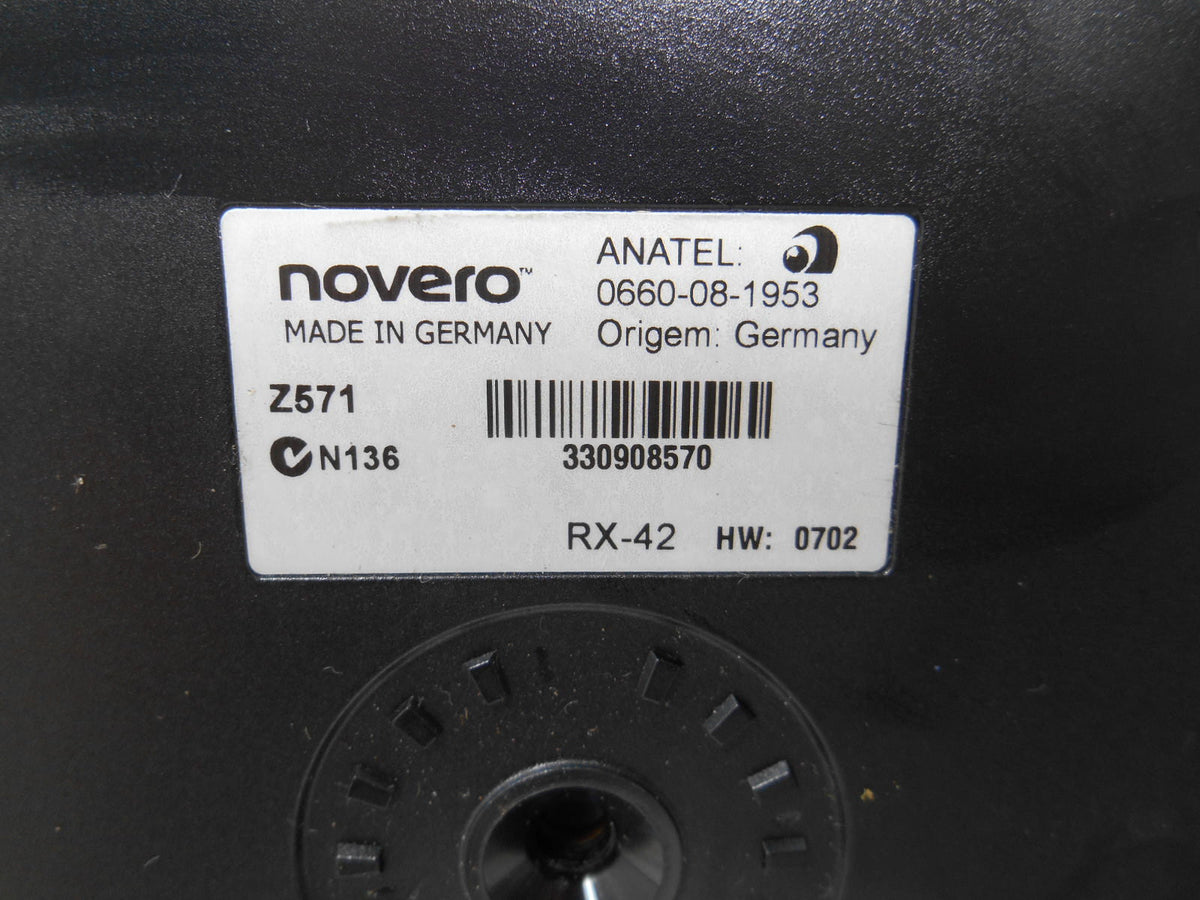 novero™
MADE IN GERMANY
ANATEL:
0660-08-1953
Origem: Germany
Z571
N136
330908570
RX-42 HW: 0702